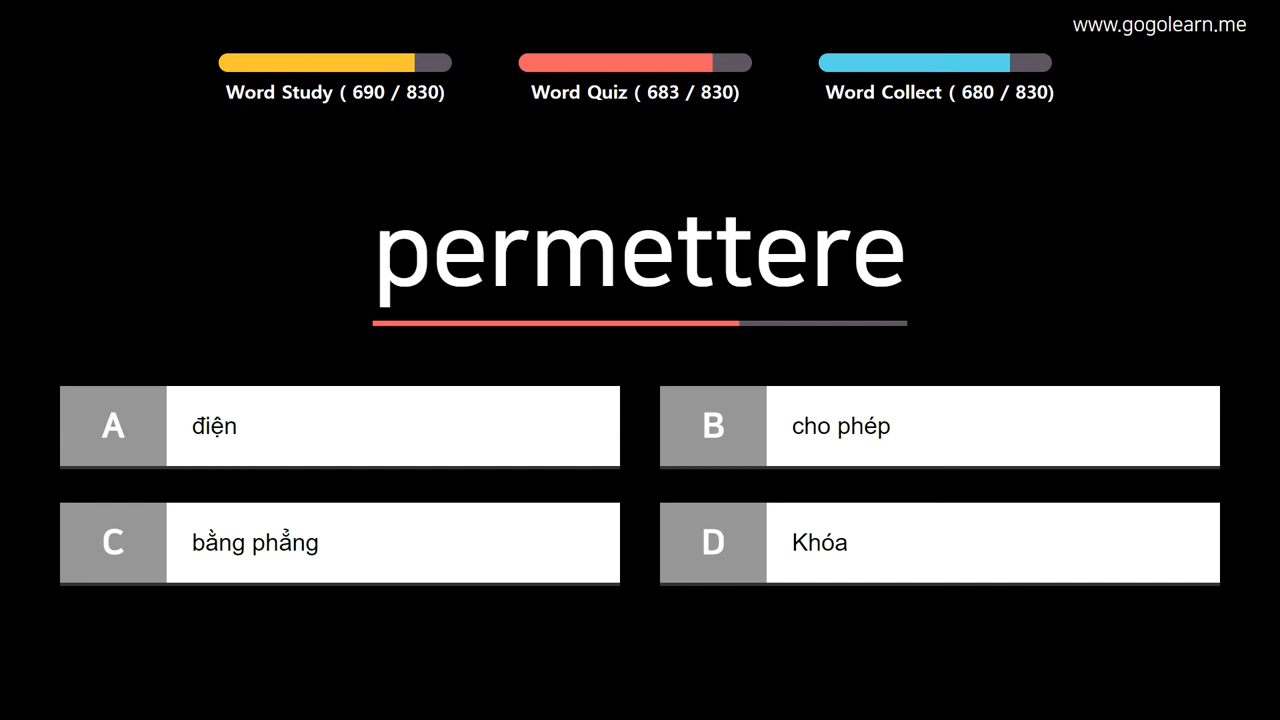 www.gogolearn.me
Word Study ( 690 / 830)
Word Quiz ( 683 / 830)
Word Collect ( 680 / 830)
permettere
A
điện
B
cho phép
C
bằng phẳng
D
Khóa